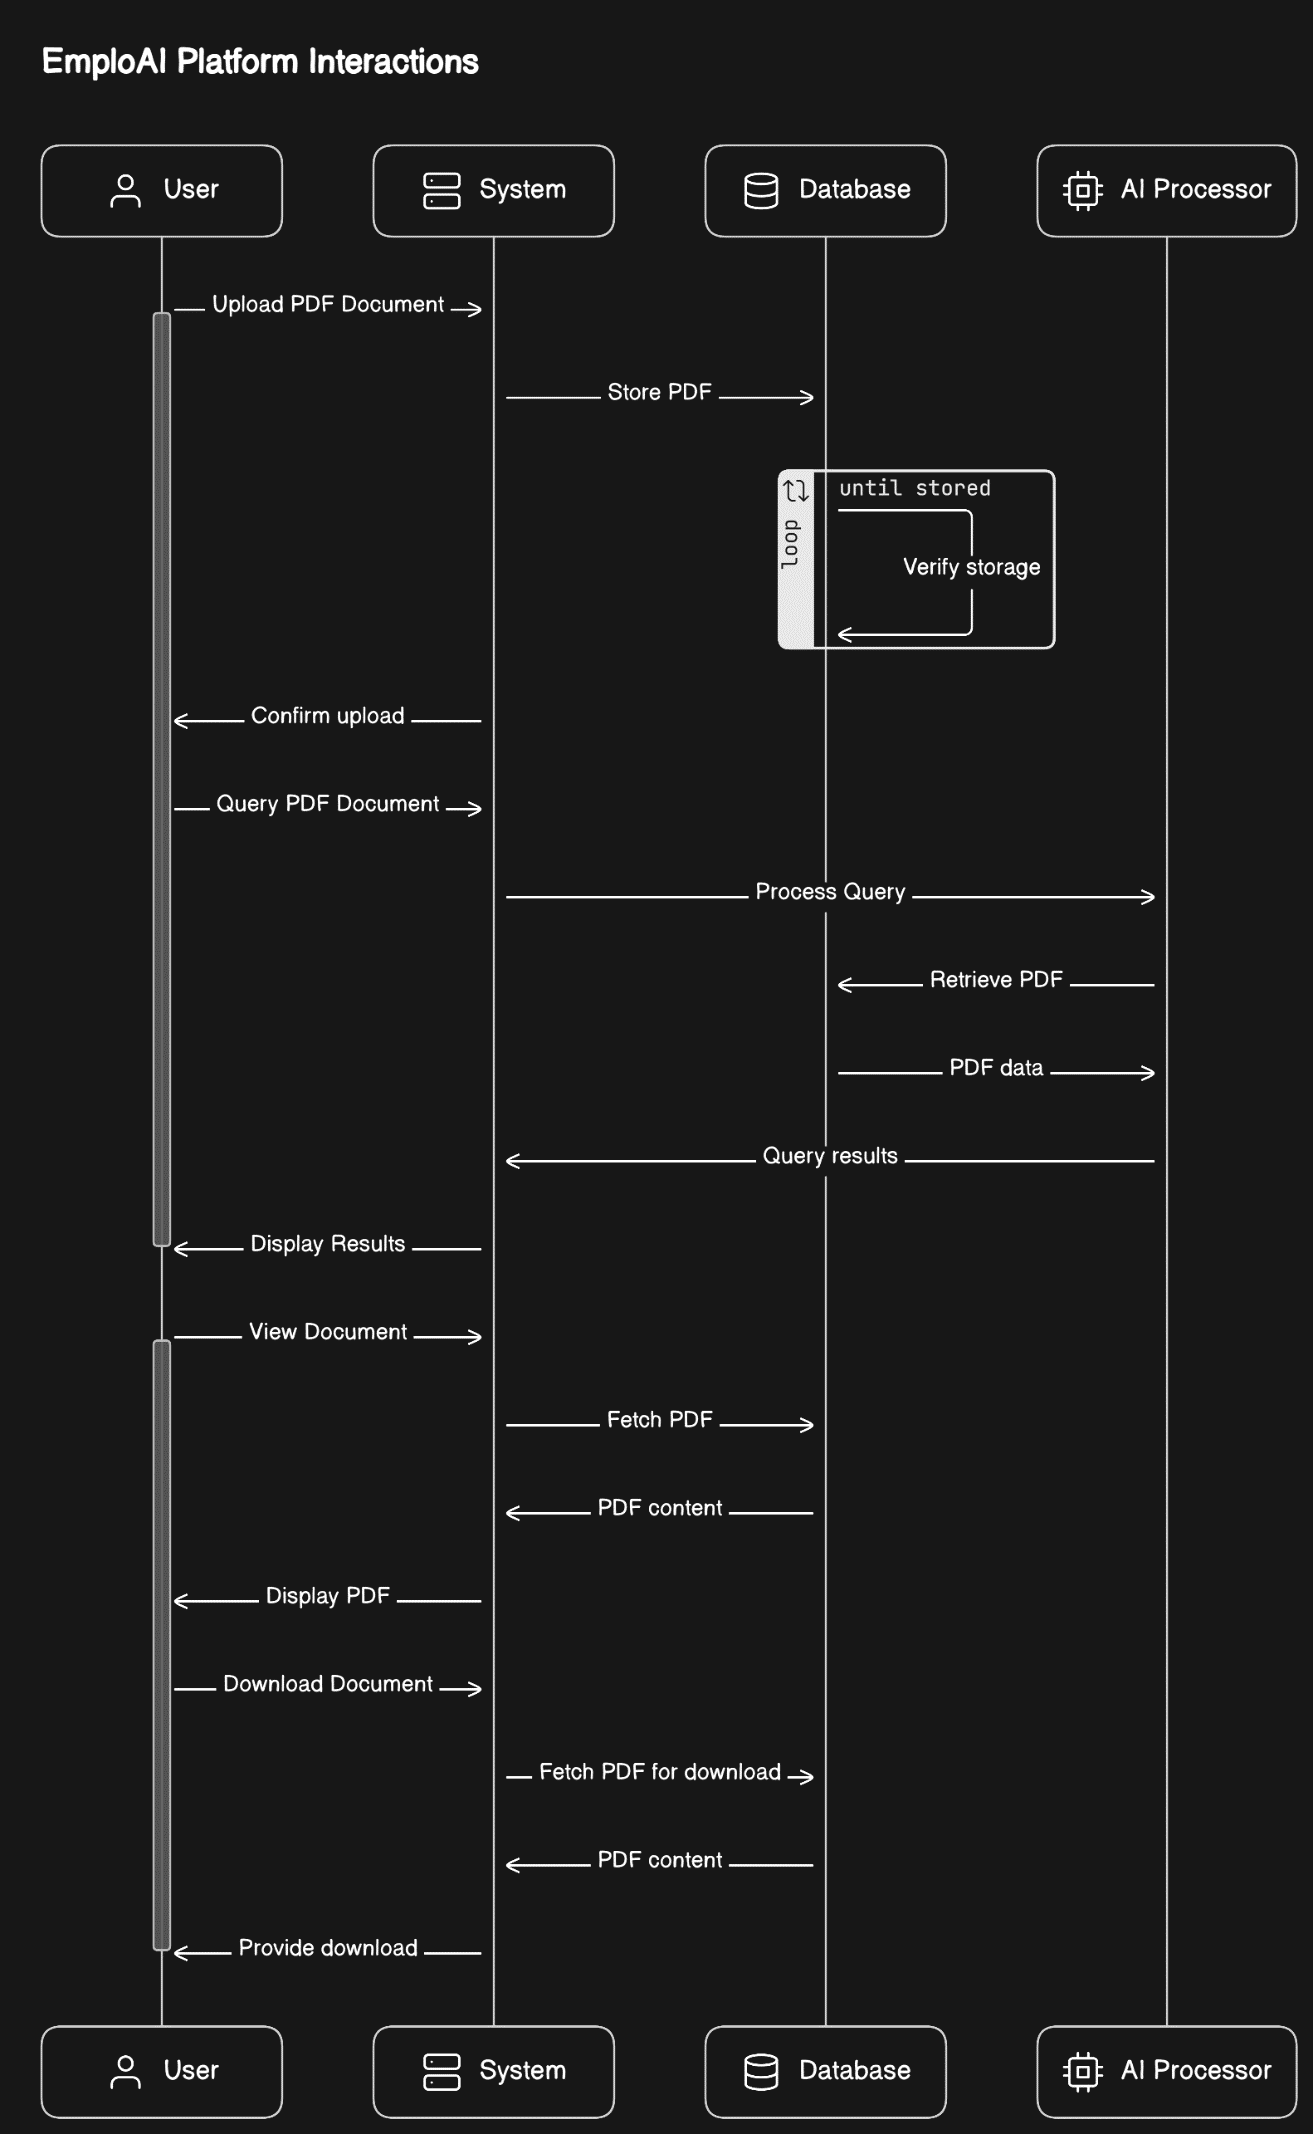 EmploAI Platform Interactions
User
System
Database
AI Processor
Upload PDF Document
Store PDF
until stored
loop
Verify storage
Confirm upload
Query PDF Document
Process Query
Retrieve PDF
PDF data
Query results
Display Results
View Document
Fetch PDF
PDF content
Display PDF
Download Document
Fetch PDF for download
PDF content
Provide download
User
System
Database
AI Processor